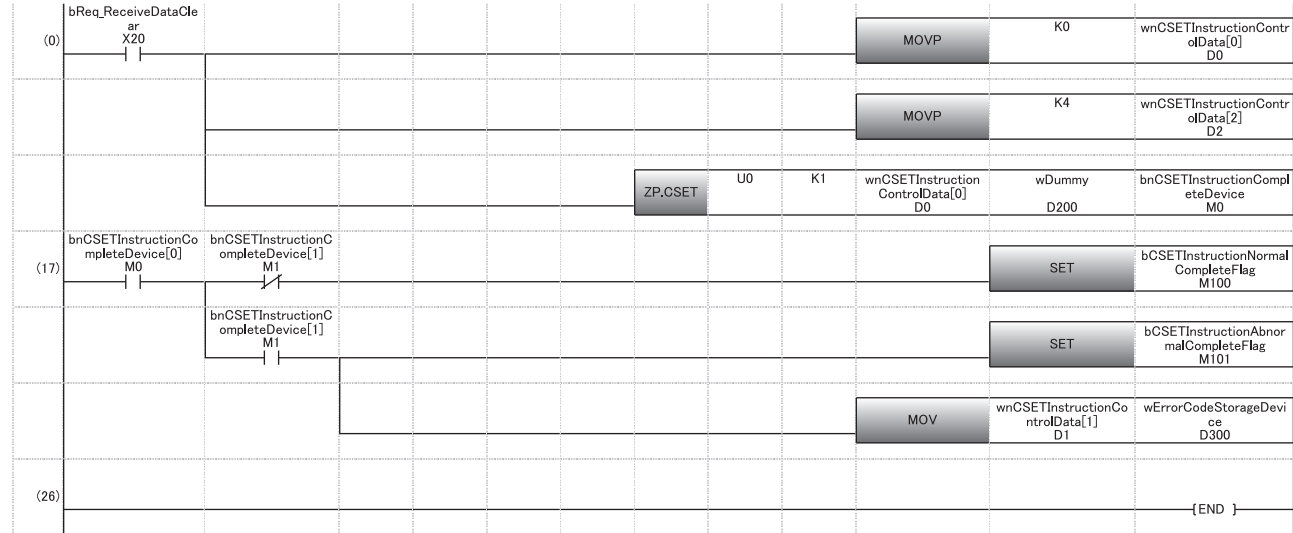 bReq_ReceiveDataCle
ar
X20
(0)
MOVP
K0
wnCSETInstructionContr
olData[0]
D0
MOVP
K4
wnCSETInstructionContr
olData[2]
D2
ZP.CSET
U0
K1
wnCSETInstruction
ControlData[0]
D0
wDummy
D200
bnCSETInstructionCompl
eteDevice
M0
(17)
bnCSETInstructionCo
mpleteDevice[0]
M0
bnCSETInstructionC
ompleteDevice[1]
M1
SET
bCSETInstructionNormal
CompleteFlag
M100
bnCSETInstructionC
ompleteDevice[1]
M1
SET
bCSETInstructionAbnor
malCompleteFlag
M101
MOV
wnCSETInstructionCo
ntrolData[1]
D1
wErrorCodeStorageDevi
ce
D300
(26)
[END ]